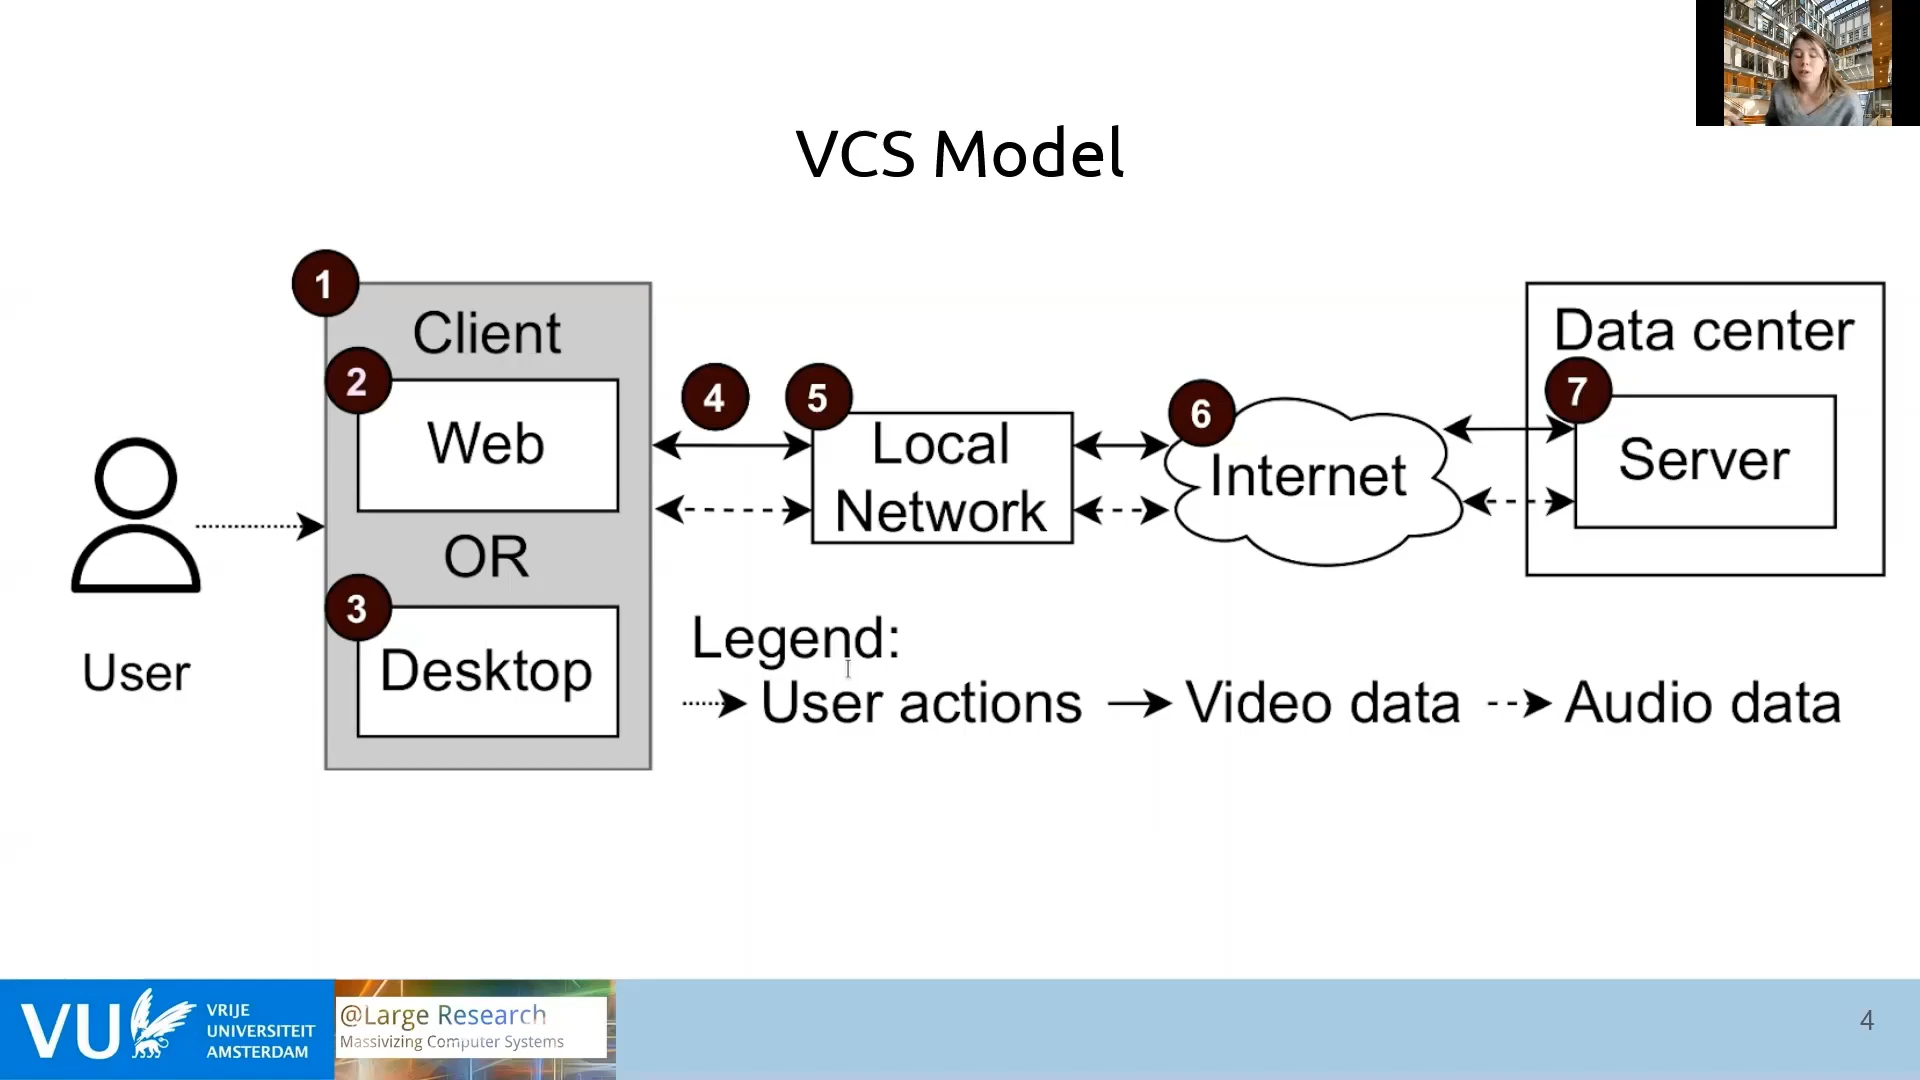 VCS Model
1
Client
2
Web
OR
3
Desktop
User
4
5
Local
Network
6
Internet
Data center
7
Server
Legend:
User actions
Video data
Audio data
VU
VRIJE
UNIVERSITEIT
AMSTERDAM
@Large Research
Massivizing Computer Systems
4